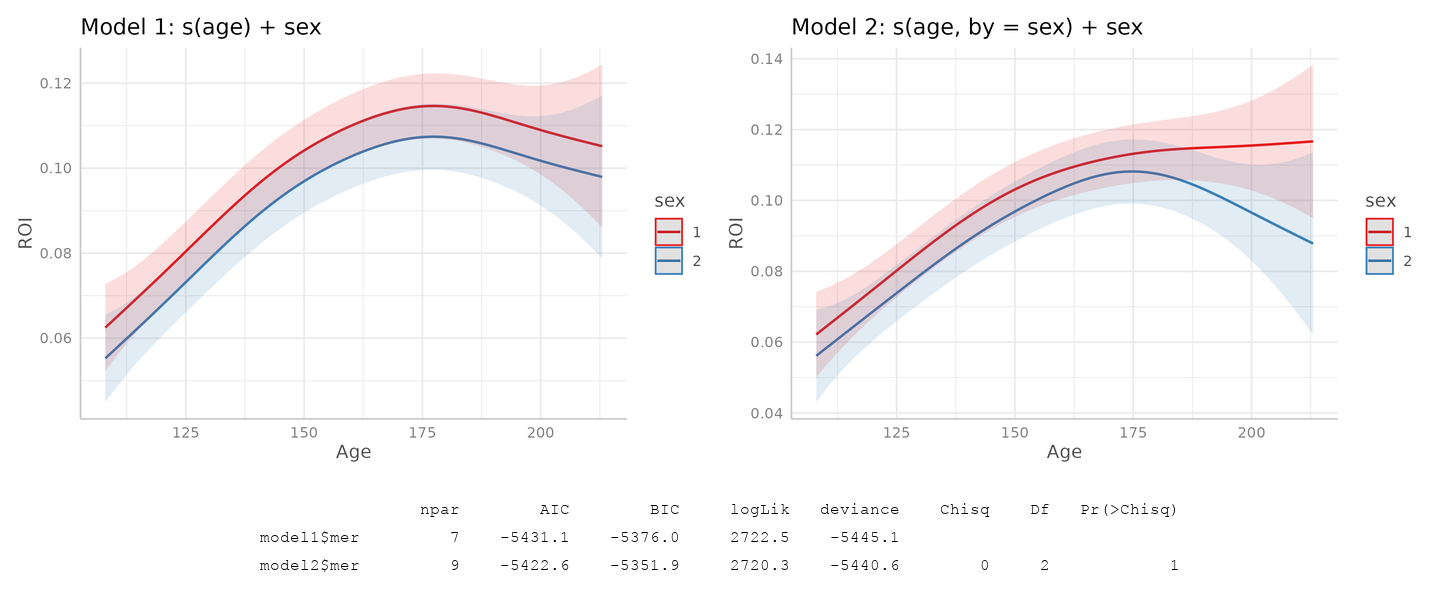 Model 1: s(age) + sex
0.12
0.10
0.08
0.06
ROI
125 150 175 200
Age
sex
1
2
Model 2: s(age, by = sex) + sex
0.14
0.12
0.10
0.08
0.06
0.04
ROI
125 150 175 200
Age
sex
1
2
npar AIC BIC logLik deviance Chisq Df Pr(>Chisq)
model1$mer 7 -5431.1 -5376.0 2722.5 -5445.1
model2$mer 9 -5422.6 -5351.9 2720.3 -5440.6 0 2 1